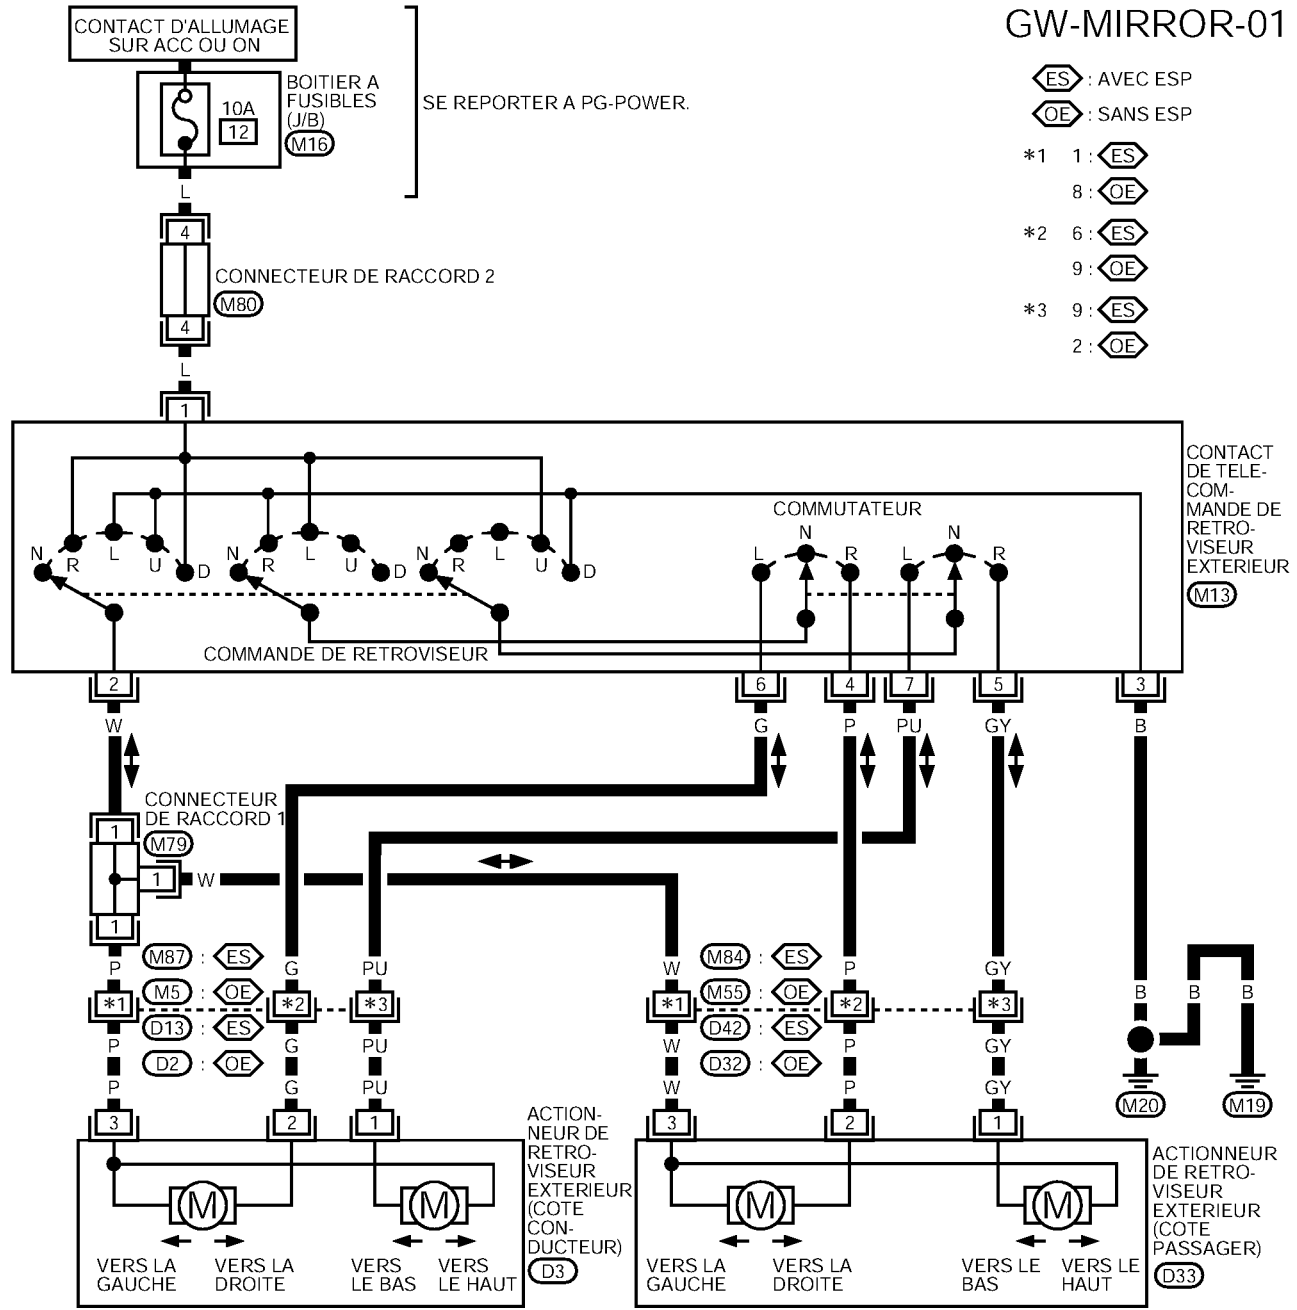 GW-MIRROR-01
CONTACT D'ALLUMAGE
SUR ACC OU ON
BOITIER A
FUSIBLES
(J/B)
M16
10A
12
SE REPORTER A PG-POWER.
ES : AVEC ESP
OE : SANS ESP
*1 1 : ES
8 : OE
*2 6 : ES
9 : OE
*3 9 : ES
2 : OE
L
4
CONNECTEUR DE RACCORD 2
M80
4
L
1
CONTACT
DE TELE-
COM-
MANDE DE
RETRO-
VISEUR
EXTERIEUR
M13
COMMUTATEUR
N R L U D
N R L U D
N R L U D
L N R
L N R
COMMANDE DE RETROVISEUR
2 6 4 7 5 3
W G P PU GY B
CONNECTEUR
DE RACCORD 1
M79
1
1 W
1
P G PU W P GY B B B
M87 : ES
M5 : OE
D13 : ES
D2 : OE
M84 : ES
M55 : OE
D42 : ES
D32 : OE
*1 *2 *3 *1 *2 *3
P G PU W P GY
P G PU W P GY
M20 M19
3 2 1 3 2 1
ACTION-
NEUR DE
RETRO-
VISEUR
EXTERIEUR
(COTE
CON-
DUCTEUR)
D3
ACTIONNEUR
DE RETRO-
VISEUR
EXTERIEUR
(COTE
PASSAGER)
D33
M M M M
VERS LA
GAUCHE
VERS LA
DROITE
VERS
LE BAS
VERS
LE HAUT
VERS LA
GAUCHE
VERS LA
DROITE
VERS LE
BAS
VERS LE
HAUT